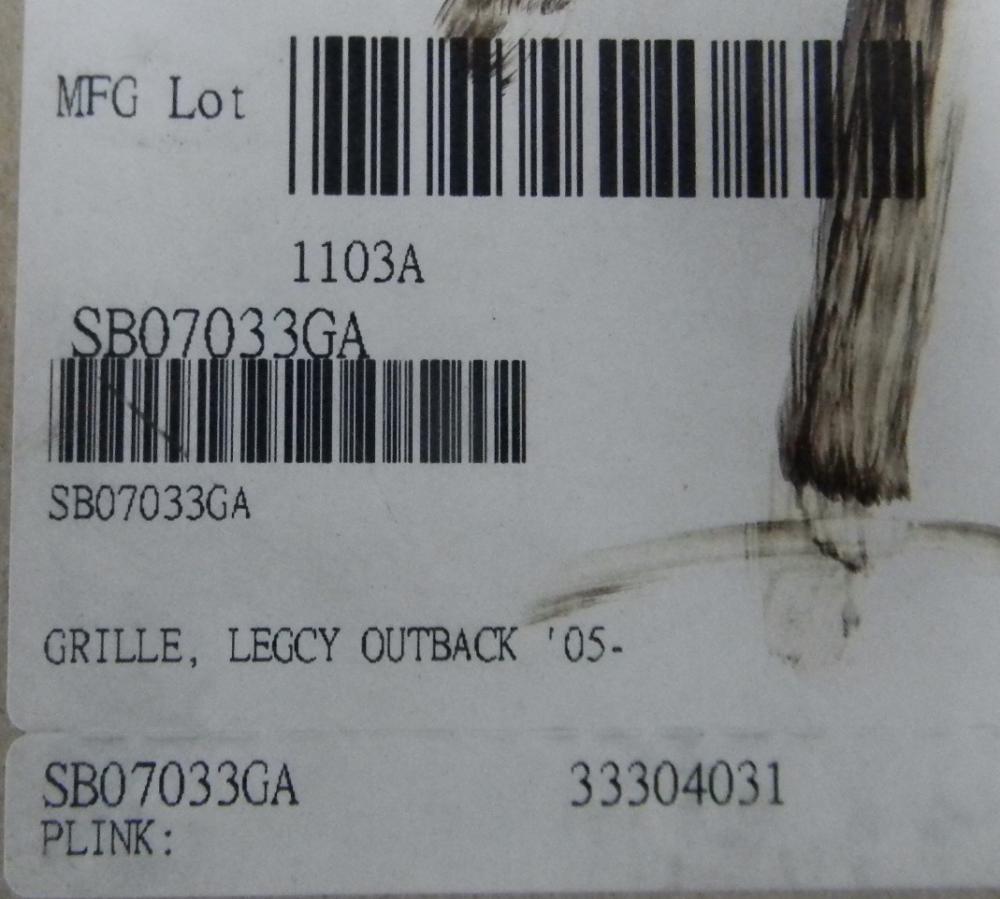 MFG Lot
1103A
SB07033GA
SB07033GA
GRILLE, LEGCY OUTBACK '05-
SB07033GA 33304031
PLINK: